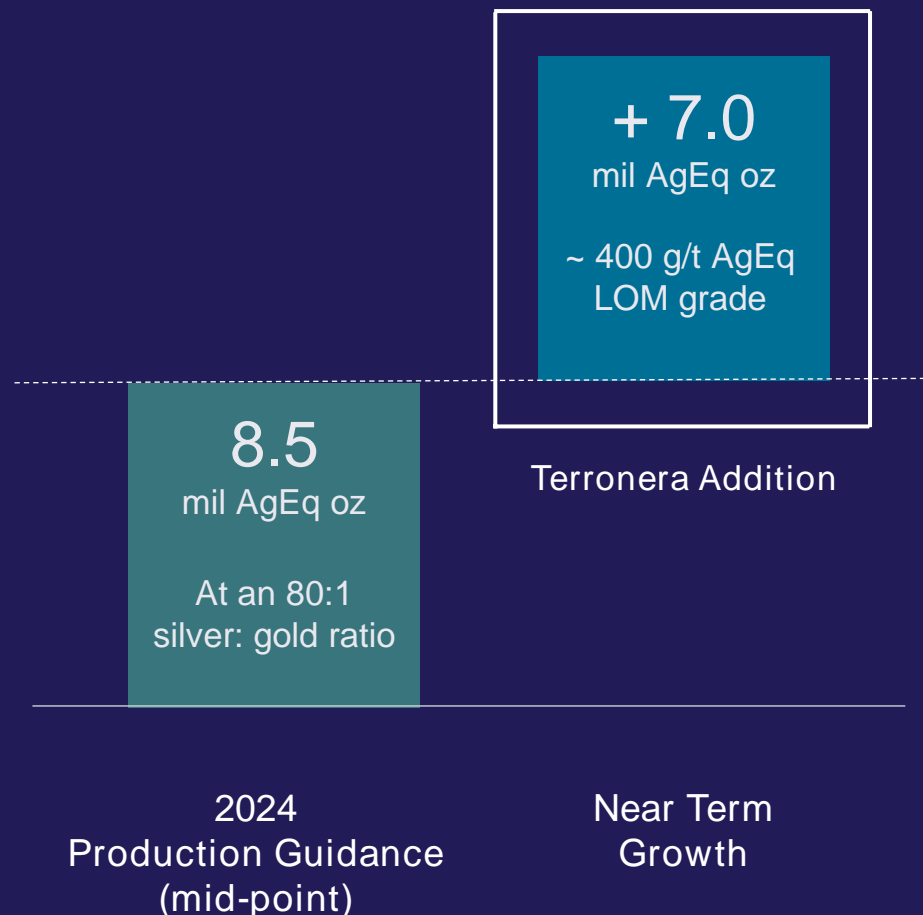 + 7.0
mil AgEq oz
~ 400 g/t AgEq
LOM grade
Terronera Addition
8.5
mil AgEq oz
At an 80:1
silver: gold ratio
2024
Production Guidance
(mid-point)
Near Term
Growth